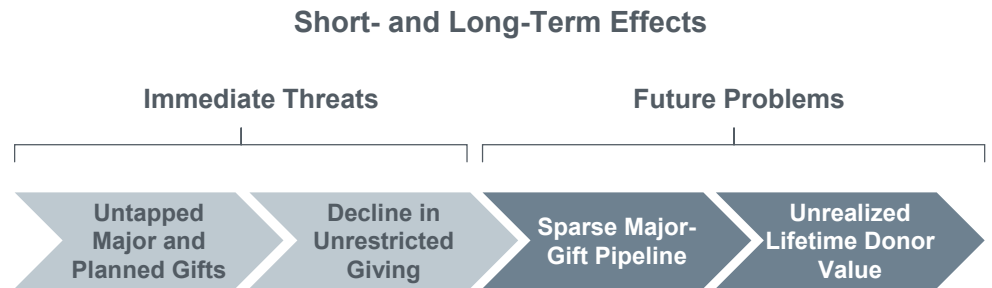 Short- and Long-Term Effects
Immediate Threats
Future Problems
Untapped
Major and
Planned Gifts
Decline in
Unrestricted
Giving
Sparse Major-
Gift Pipeline
Unrealized
Lifetime Donor
Value